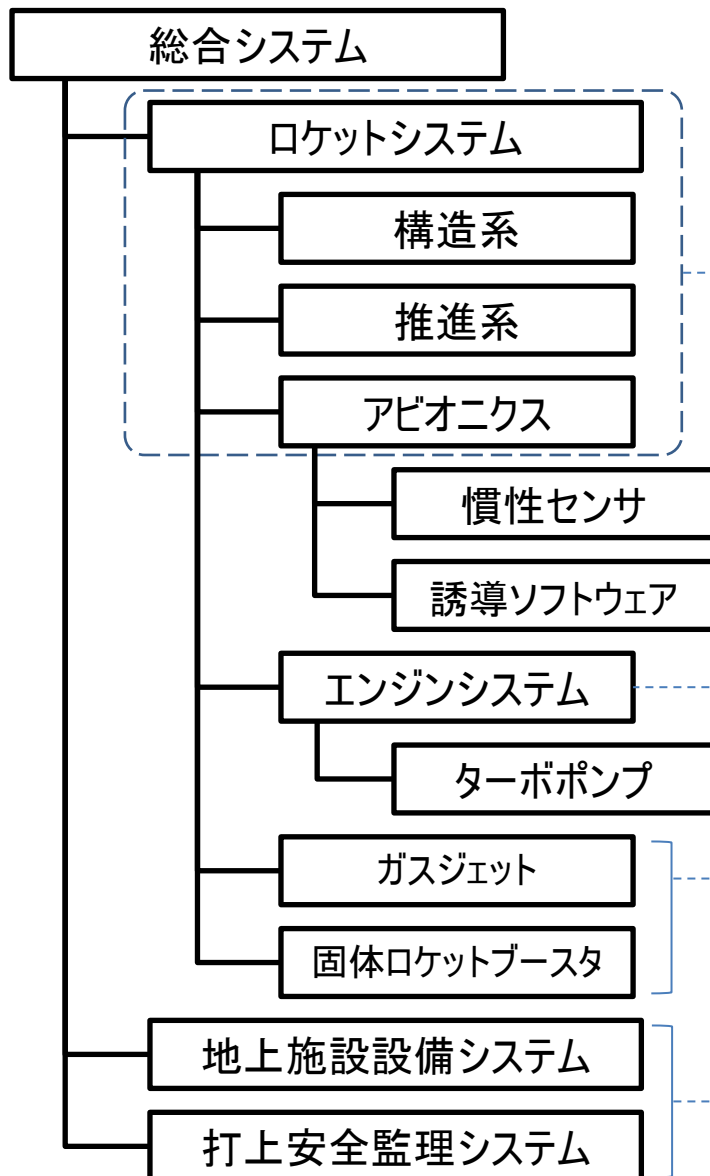 総合システム
ロケットシステム
構造系
推進系
アビオニクス
慣性センサ
誘導ソフトウェア
エンジンシステム
ターボポンプ
ガスジェット
固体ロケットブースタ
地上施設設備システム
打上安全監理システム